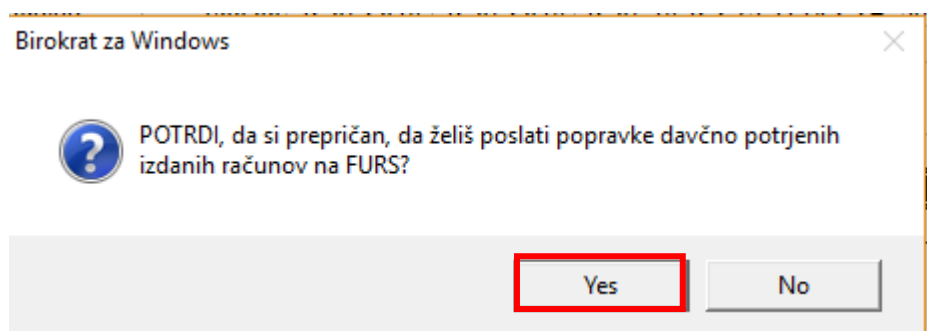 Birokrat za Windows
POTRDI, da si prepričan, da želiš poslati popravke davčno potrjenih
izdanih računov na FURS?
Yes
No